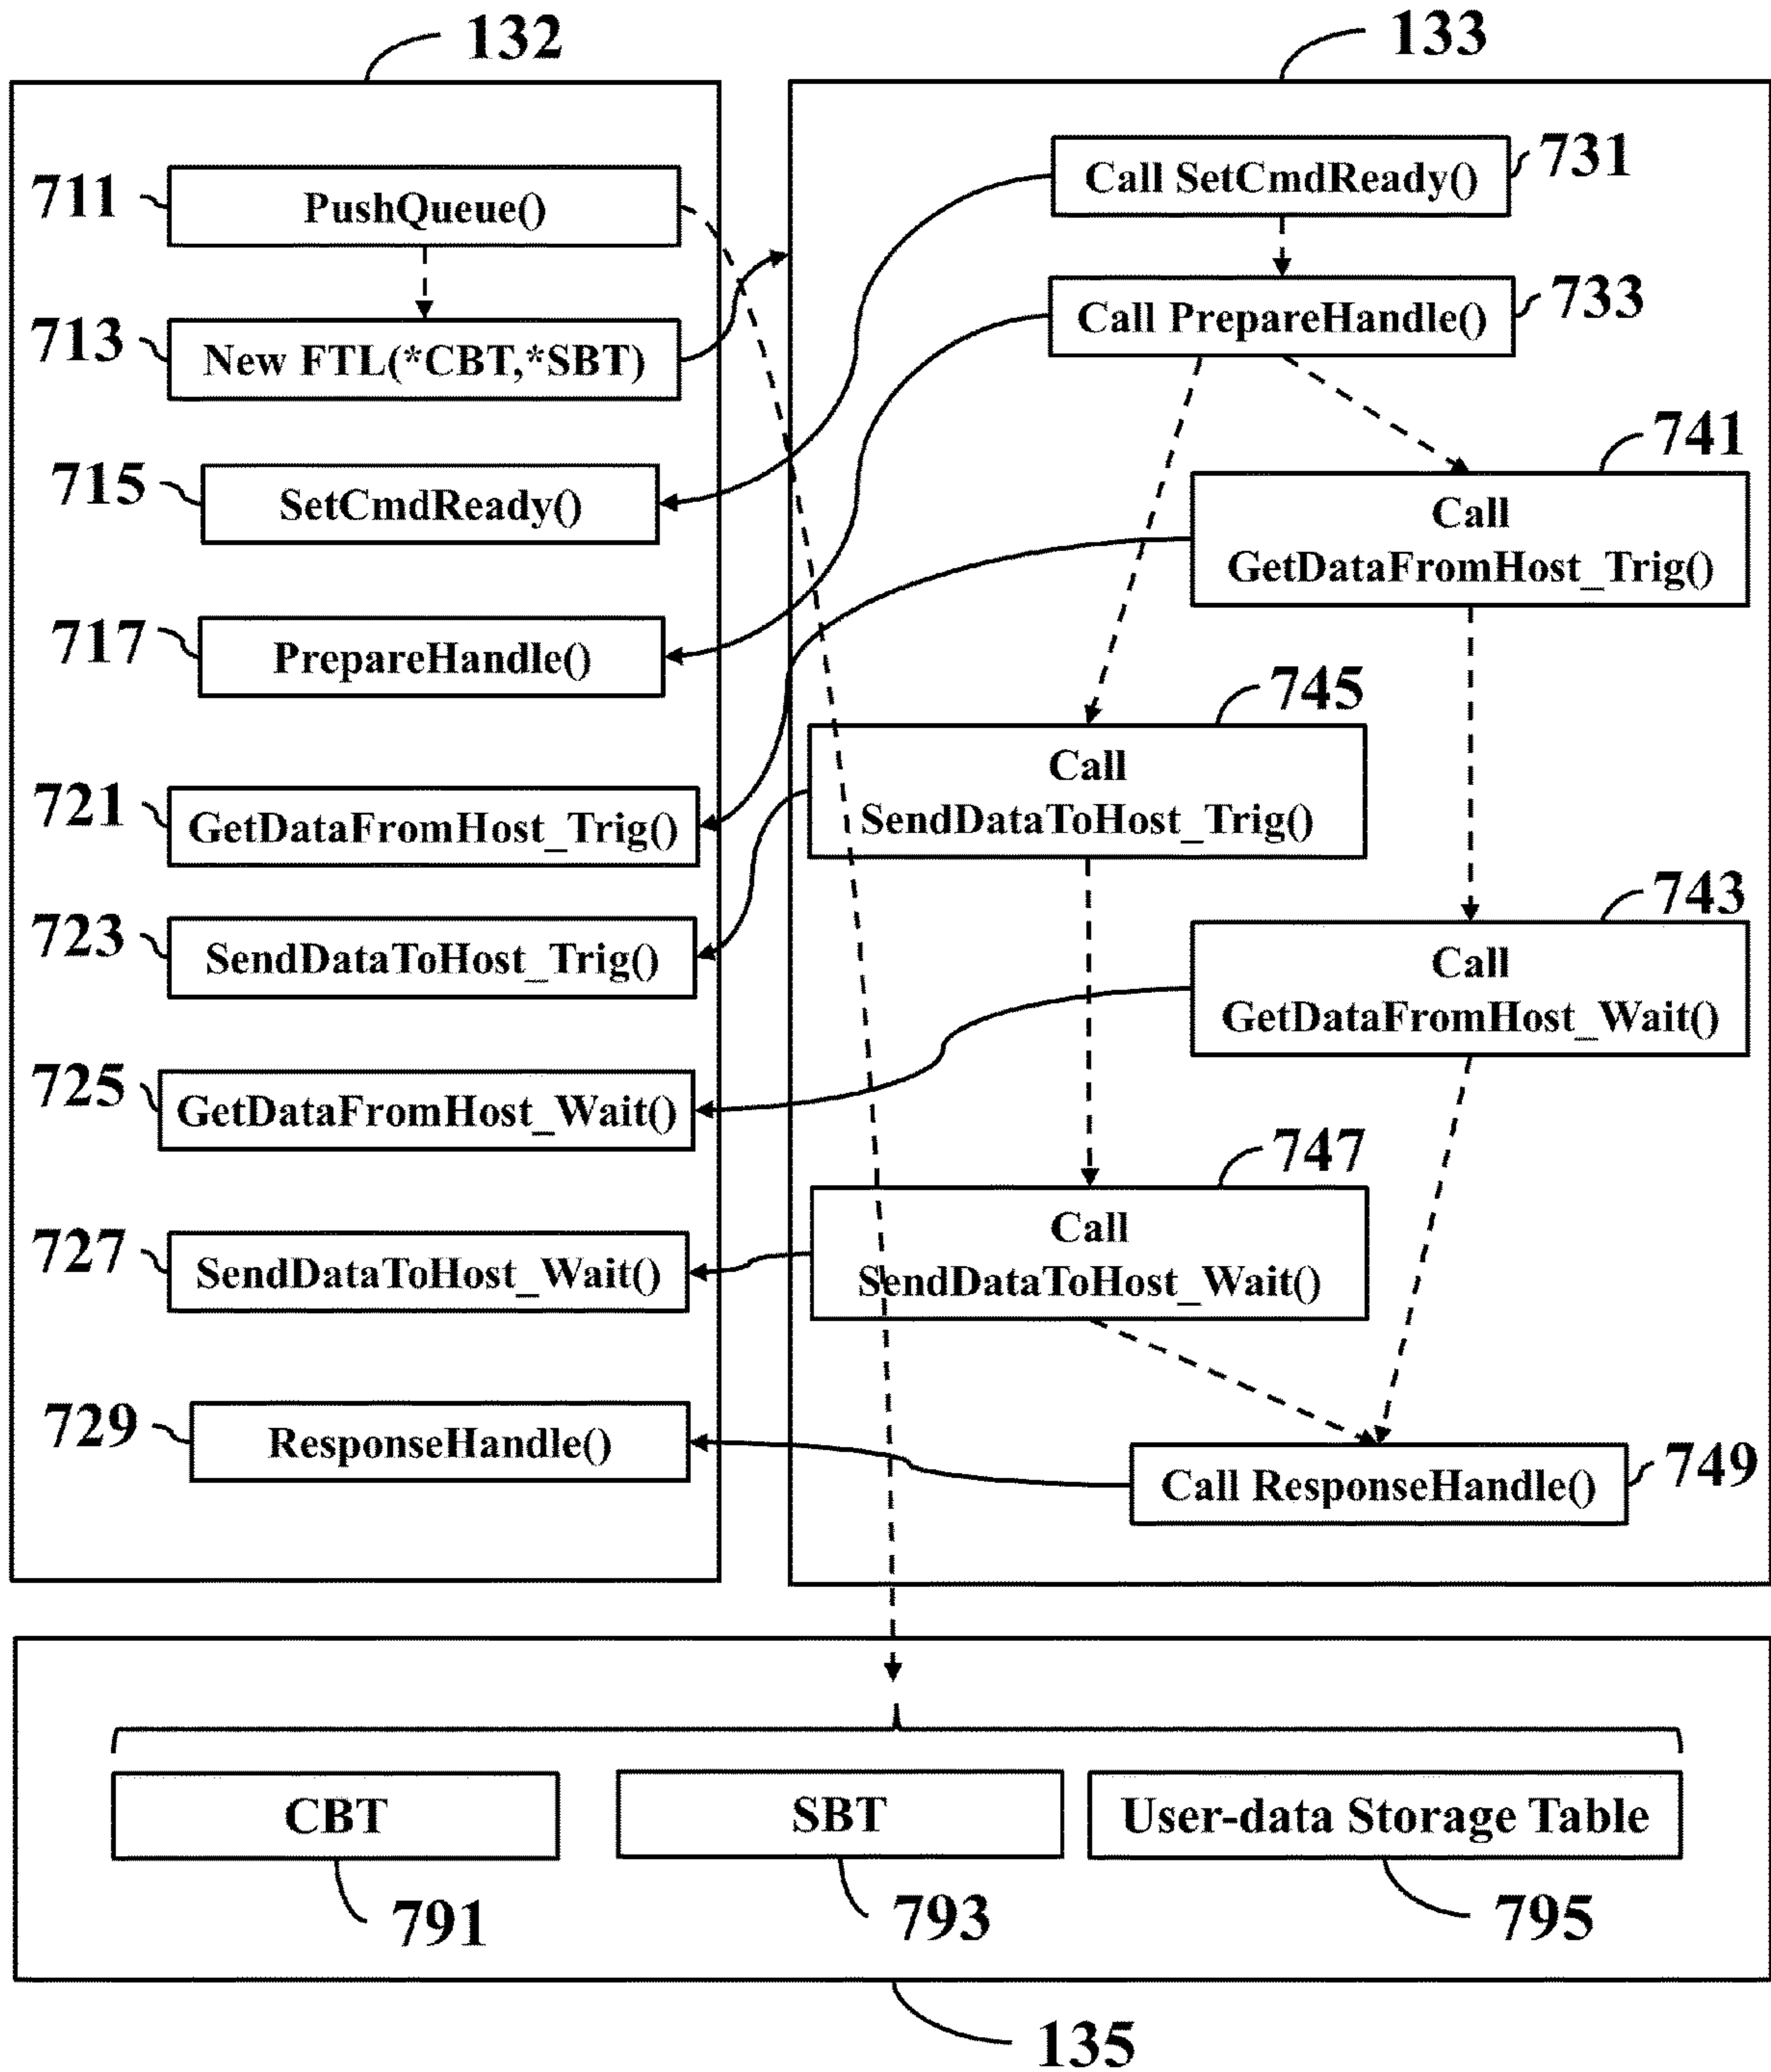 132
133
711
PushQueue()
731
Call SetCmdReady()
713
New FTL(*CBT,*SBT)
733
Call PrepareHandle()
715
SetCmdReady()
741
Call
GetDataFromHost_Trig()
717
PrepareHandle()
745
Call
SendDataToHost_Trig()
721
GetDataFromHost_Trig()
723
SendDataToHost_Trig()
743
Call
GetDataFromHost_Wait()
725
GetDataFromHost_Wait()
747
Call
SendDataToHost_Wait()
727
SendDataToHost_Wait()
729
ResponseHandle()
749
Call ResponseHandle()
CBT
SBT
User-data Storage Table
791
793
795
135